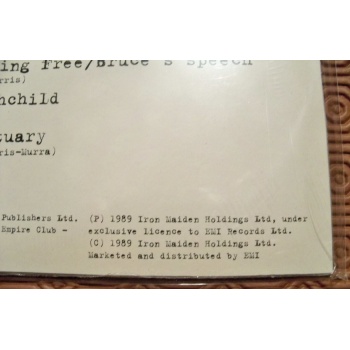 ing Free/Bruce's speech
rris)
nchild
tuary
ris-Murra)
Publishers Ltd.
Empire Club -
(P) 1989 Iron Maiden Holdings Ltd, under
exclusive licence to EMI Records Ltd.
(C) 1989 Iron Maiden Holdings Ltd.
Marketed and distributed by EMI